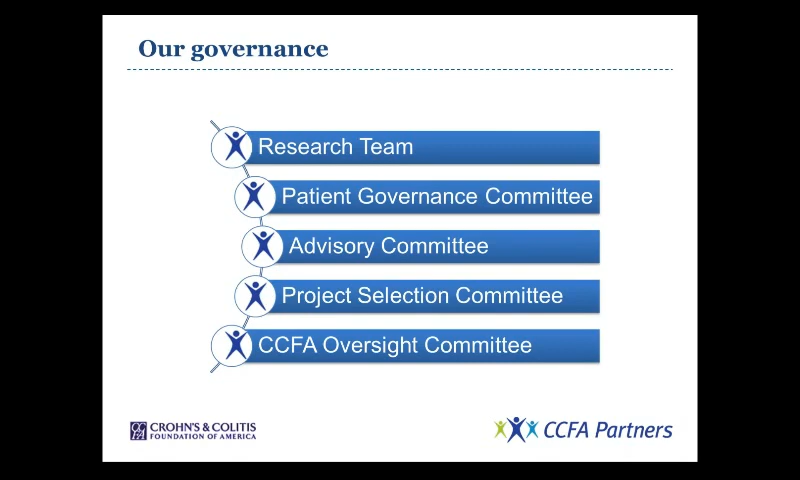 Our governance
Research Team
Patient Governance Committee
Advisory Committee
Project Selection Committee
CCFA Oversight Committee
CCFA
CROHN'S & COLITIS
FOUNDATION OF AMERICA
CCFA Partners